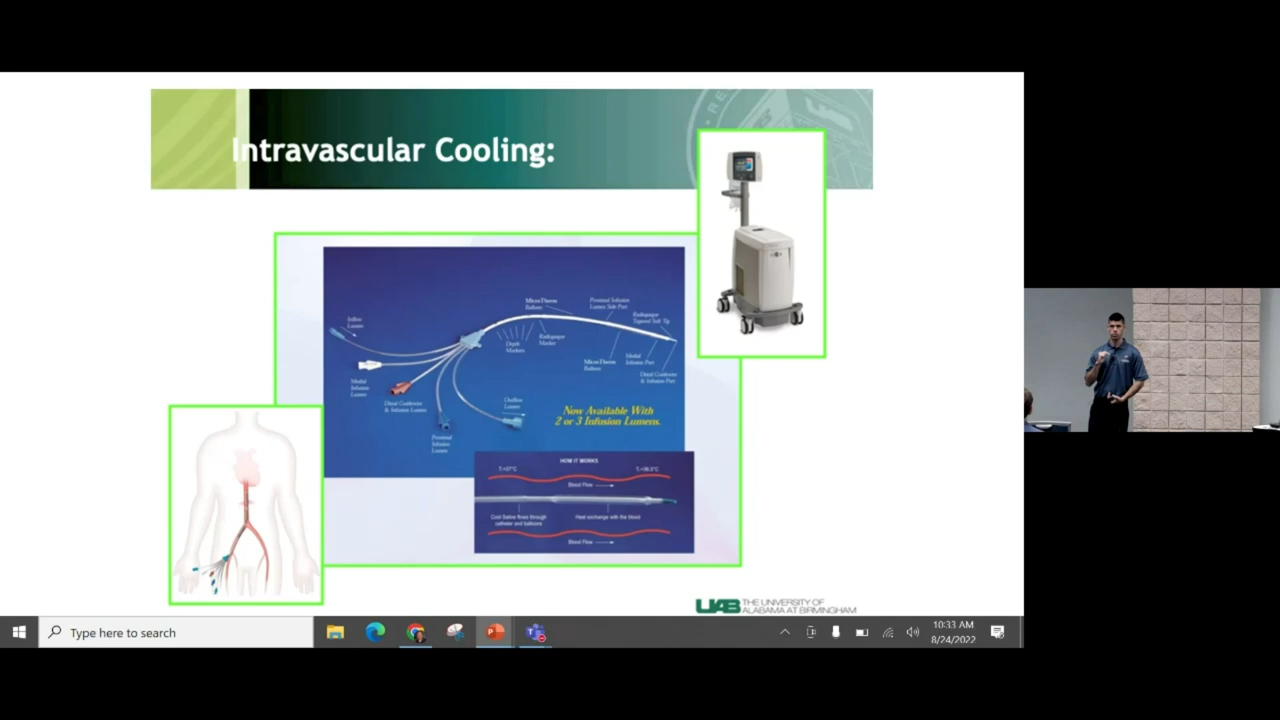 Intravascular Cooling:
Inflow
Lumen
Medial
Infusion
Lumen
Distal Guidewire
& Infusion Lumen
Proximal
Infusion
Lumen
Outflow
Lumen
Depth
Markers
Radiopaque
Marker
MicroTherm
Balloon
Proximal Infusion
Lumen Side Port
Radiopaque
Tapered Soft Tip
MicroTherm
Balloon
Medial
Infusion Port
Distal Guidewire
& Infusion Port
Now Available With
2 or 3 Infusion Lumens.
HOW IT WORKS
Blood Flow
Cool Saline flows through
catheter and balloons
Heat exchange with the blood
Blood Flow
UAB THE UNIVERSITY OF
ALABAMA AT BIRMINGHAM
Type here to search
10:33 AM
8/24/2022